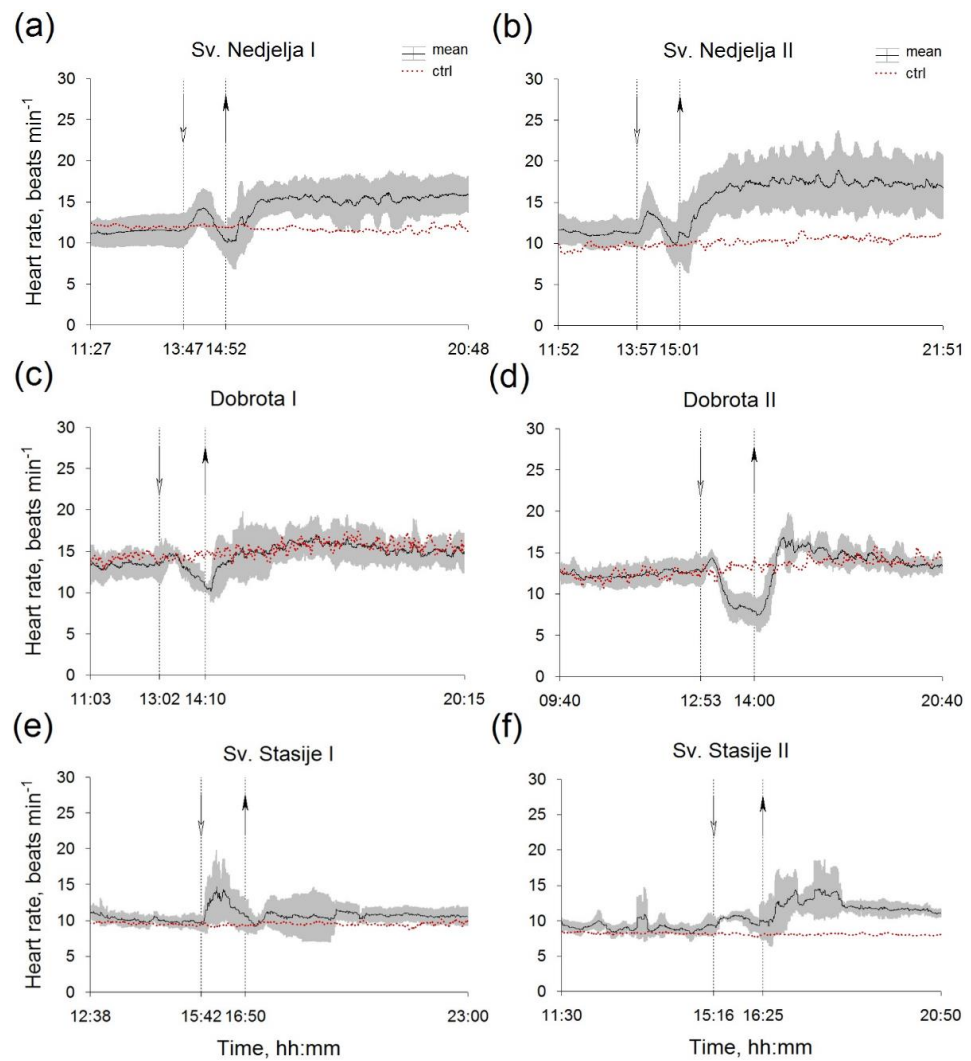 (a) Sv. Nedjelja I
mean
ctrl
Heart rate, beats min⁻¹
30
25
20
15
10
5
0
11:27 13:47 14:52 20:48
(b) Sv. Nedjelja II
mean
ctrl
30
25
20
15
10
5
0
11:52 13:57 15:01 21:51
(c) Dobrota I
Heart rate, beats min⁻¹
30
25
20
15
10
5
0
11:03 13:02 14:10 20:15
(d) Dobrota II
30
25
20
15
10
5
0
09:40 12:53 14:00 20:40
(e) Sv. Stasije I
Heart rate, beats min⁻¹
30
25
20
15
10
5
0
12:38 15:42 16:50 23:00
Time, hh:mm
(f) Sv. Stasije II
30
25
20
15
10
5
0
11:30 15:16 16:25 20:50
Time, hh:mm